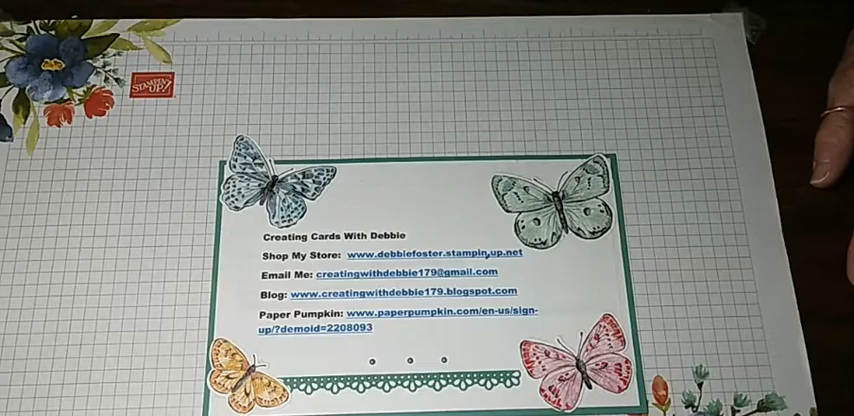 STAMPIN' UP!
Creating Cards With Debbie
Shop My Store: www.debbiefoster.stampin,up.net
Email Me: creatingwithdebbie179@gmail.com
Blog: www.creatingwithdebbie179.blogspot.com
Paper Pumpkin: www.paperpumpkin.com/en-us/sign-
up/?demoid=2208093